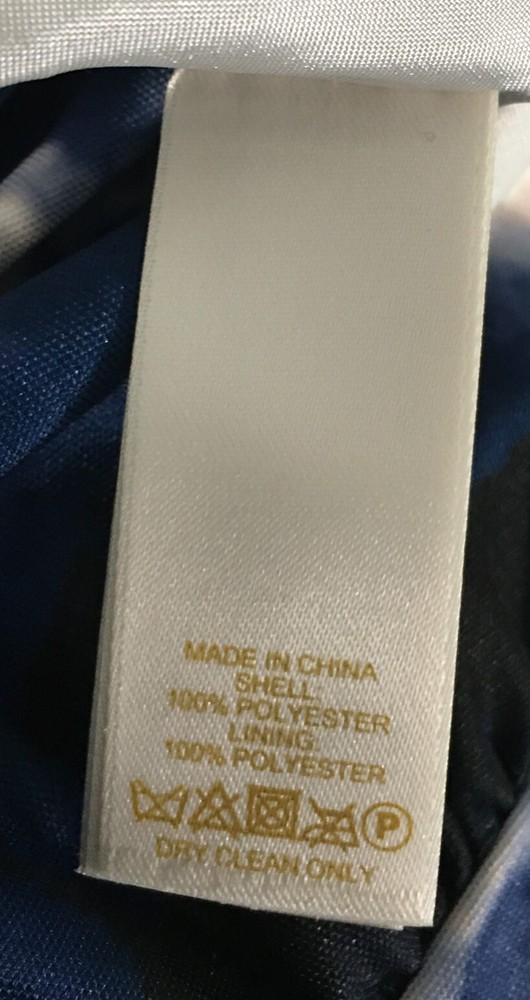 MADE IN CHINA
SHELL:
100% POLYESTER
LINING:
100% POLYESTER
P
DRY CLEAN ONLY